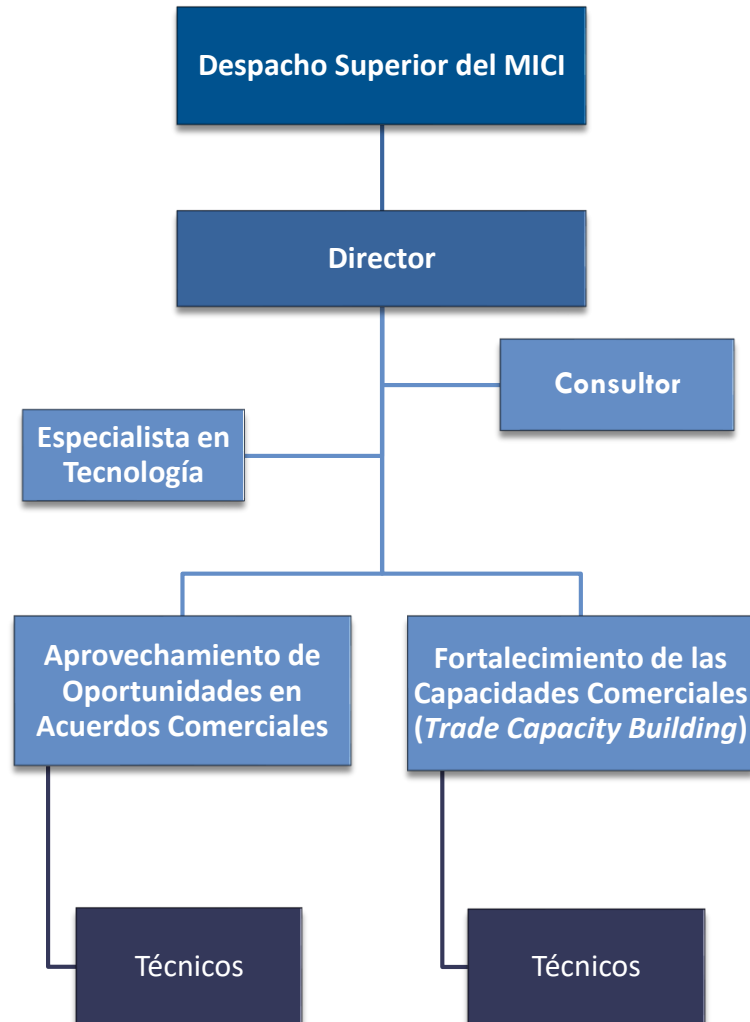 Despacho Superior del MICI
Director
Consultor
Especialista en
Tecnología
Aprovechamiento de
Oportunidades en
Acuerdos Comerciales
Fortalecimiento de las
Capacidades Comerciales
(Trade Capacity Building)
Técnicos
Técnicos